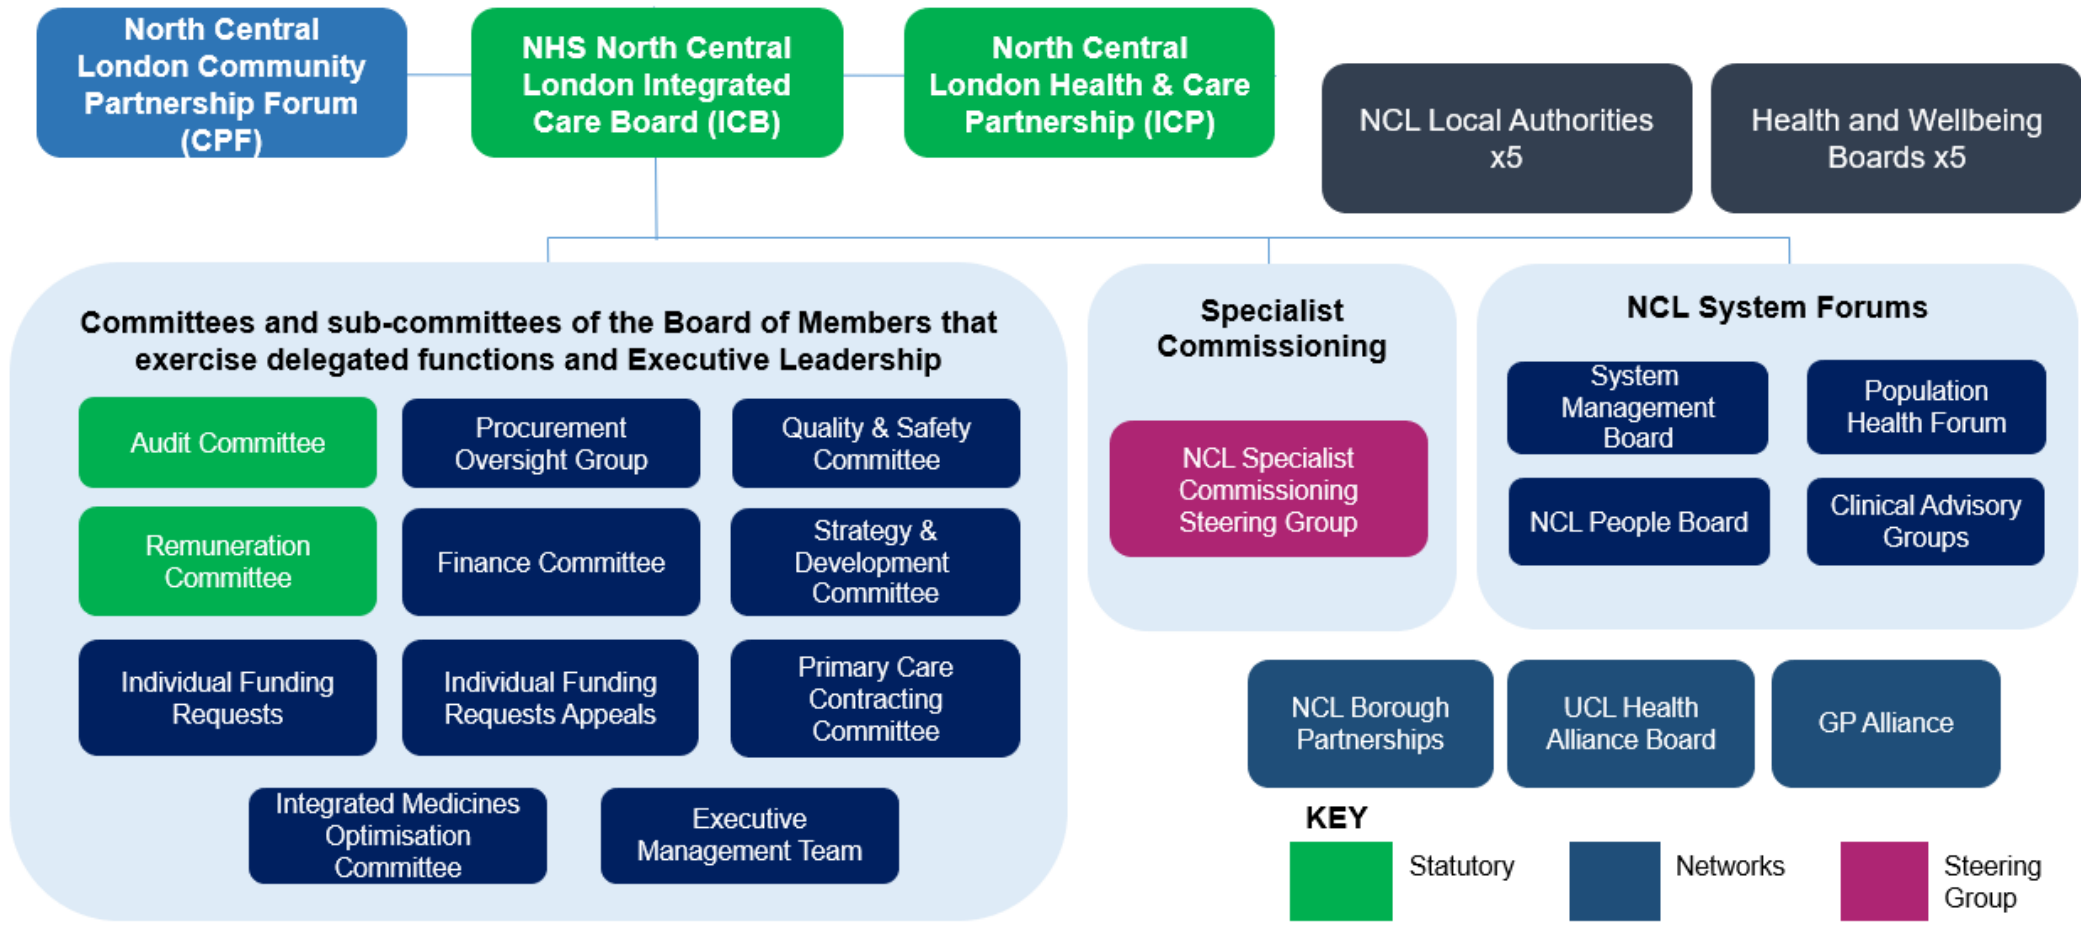 North Central
London Community
Partnership Forum
(CPF)
NHS North Central
London Integrated
Care Board (ICB)
North Central
London Health & Care
Partnership (ICP)
NCL Local Authorities
x5
Health and Wellbeing
Boards x5
Committees and sub-committees of the Board of Members that
exercise delegated functions and Executive Leadership
Audit Committee
Procurement
Oversight Group
Quality & Safety
Committee
Remuneration
Committee
Finance Committee
Strategy &
Development
Committee
Individual Funding
Requests
Individual Funding
Requests Appeals
Primary Care
Contracting
Committee
Integrated Medicines
Optimisation
Committee
Executive
Management Team
Specialist
Commissioning
NCL Specialist
Commissioning
Steering Group
NCL System Forums
System
Management
Board
Population
Health Forum
NCL People Board
Clinical Advisory
Groups
NCL Borough
Partnerships
UCL Health
Alliance Board
GP Alliance
KEY
Statutory
Networks
Steering
Group